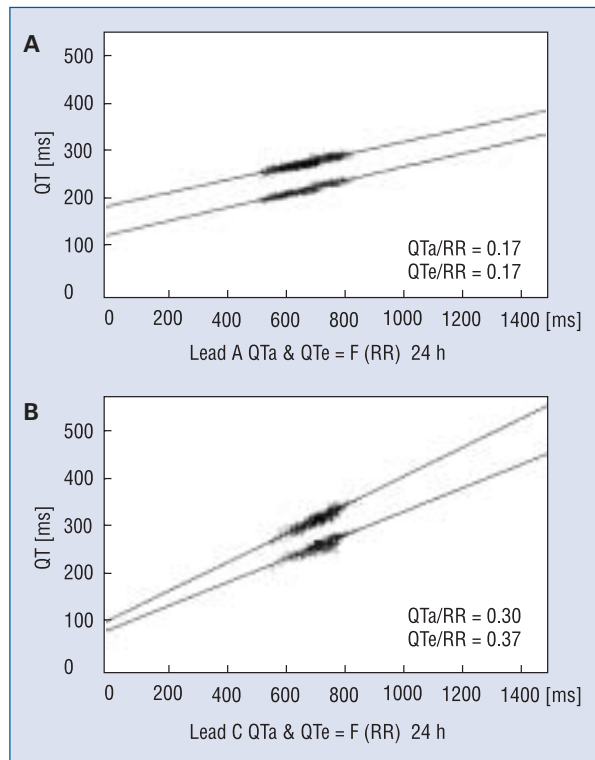 A
500
400
300
200
100
0
QT [ms]
QTa/RR = 0.17
QTe/RR = 0.17
0 200 400 600 800 1000 1200 1400 [ms]
Lead A QTa & QTe = F (RR) 24 h
B
500
400
300
200
100
0
QT [ms]
QTa/RR = 0.30
QTe/RR = 0.37
0 200 400 600 800 1000 1200 1400 [ms]
Lead C QTa & QTe = F (RR) 24 h